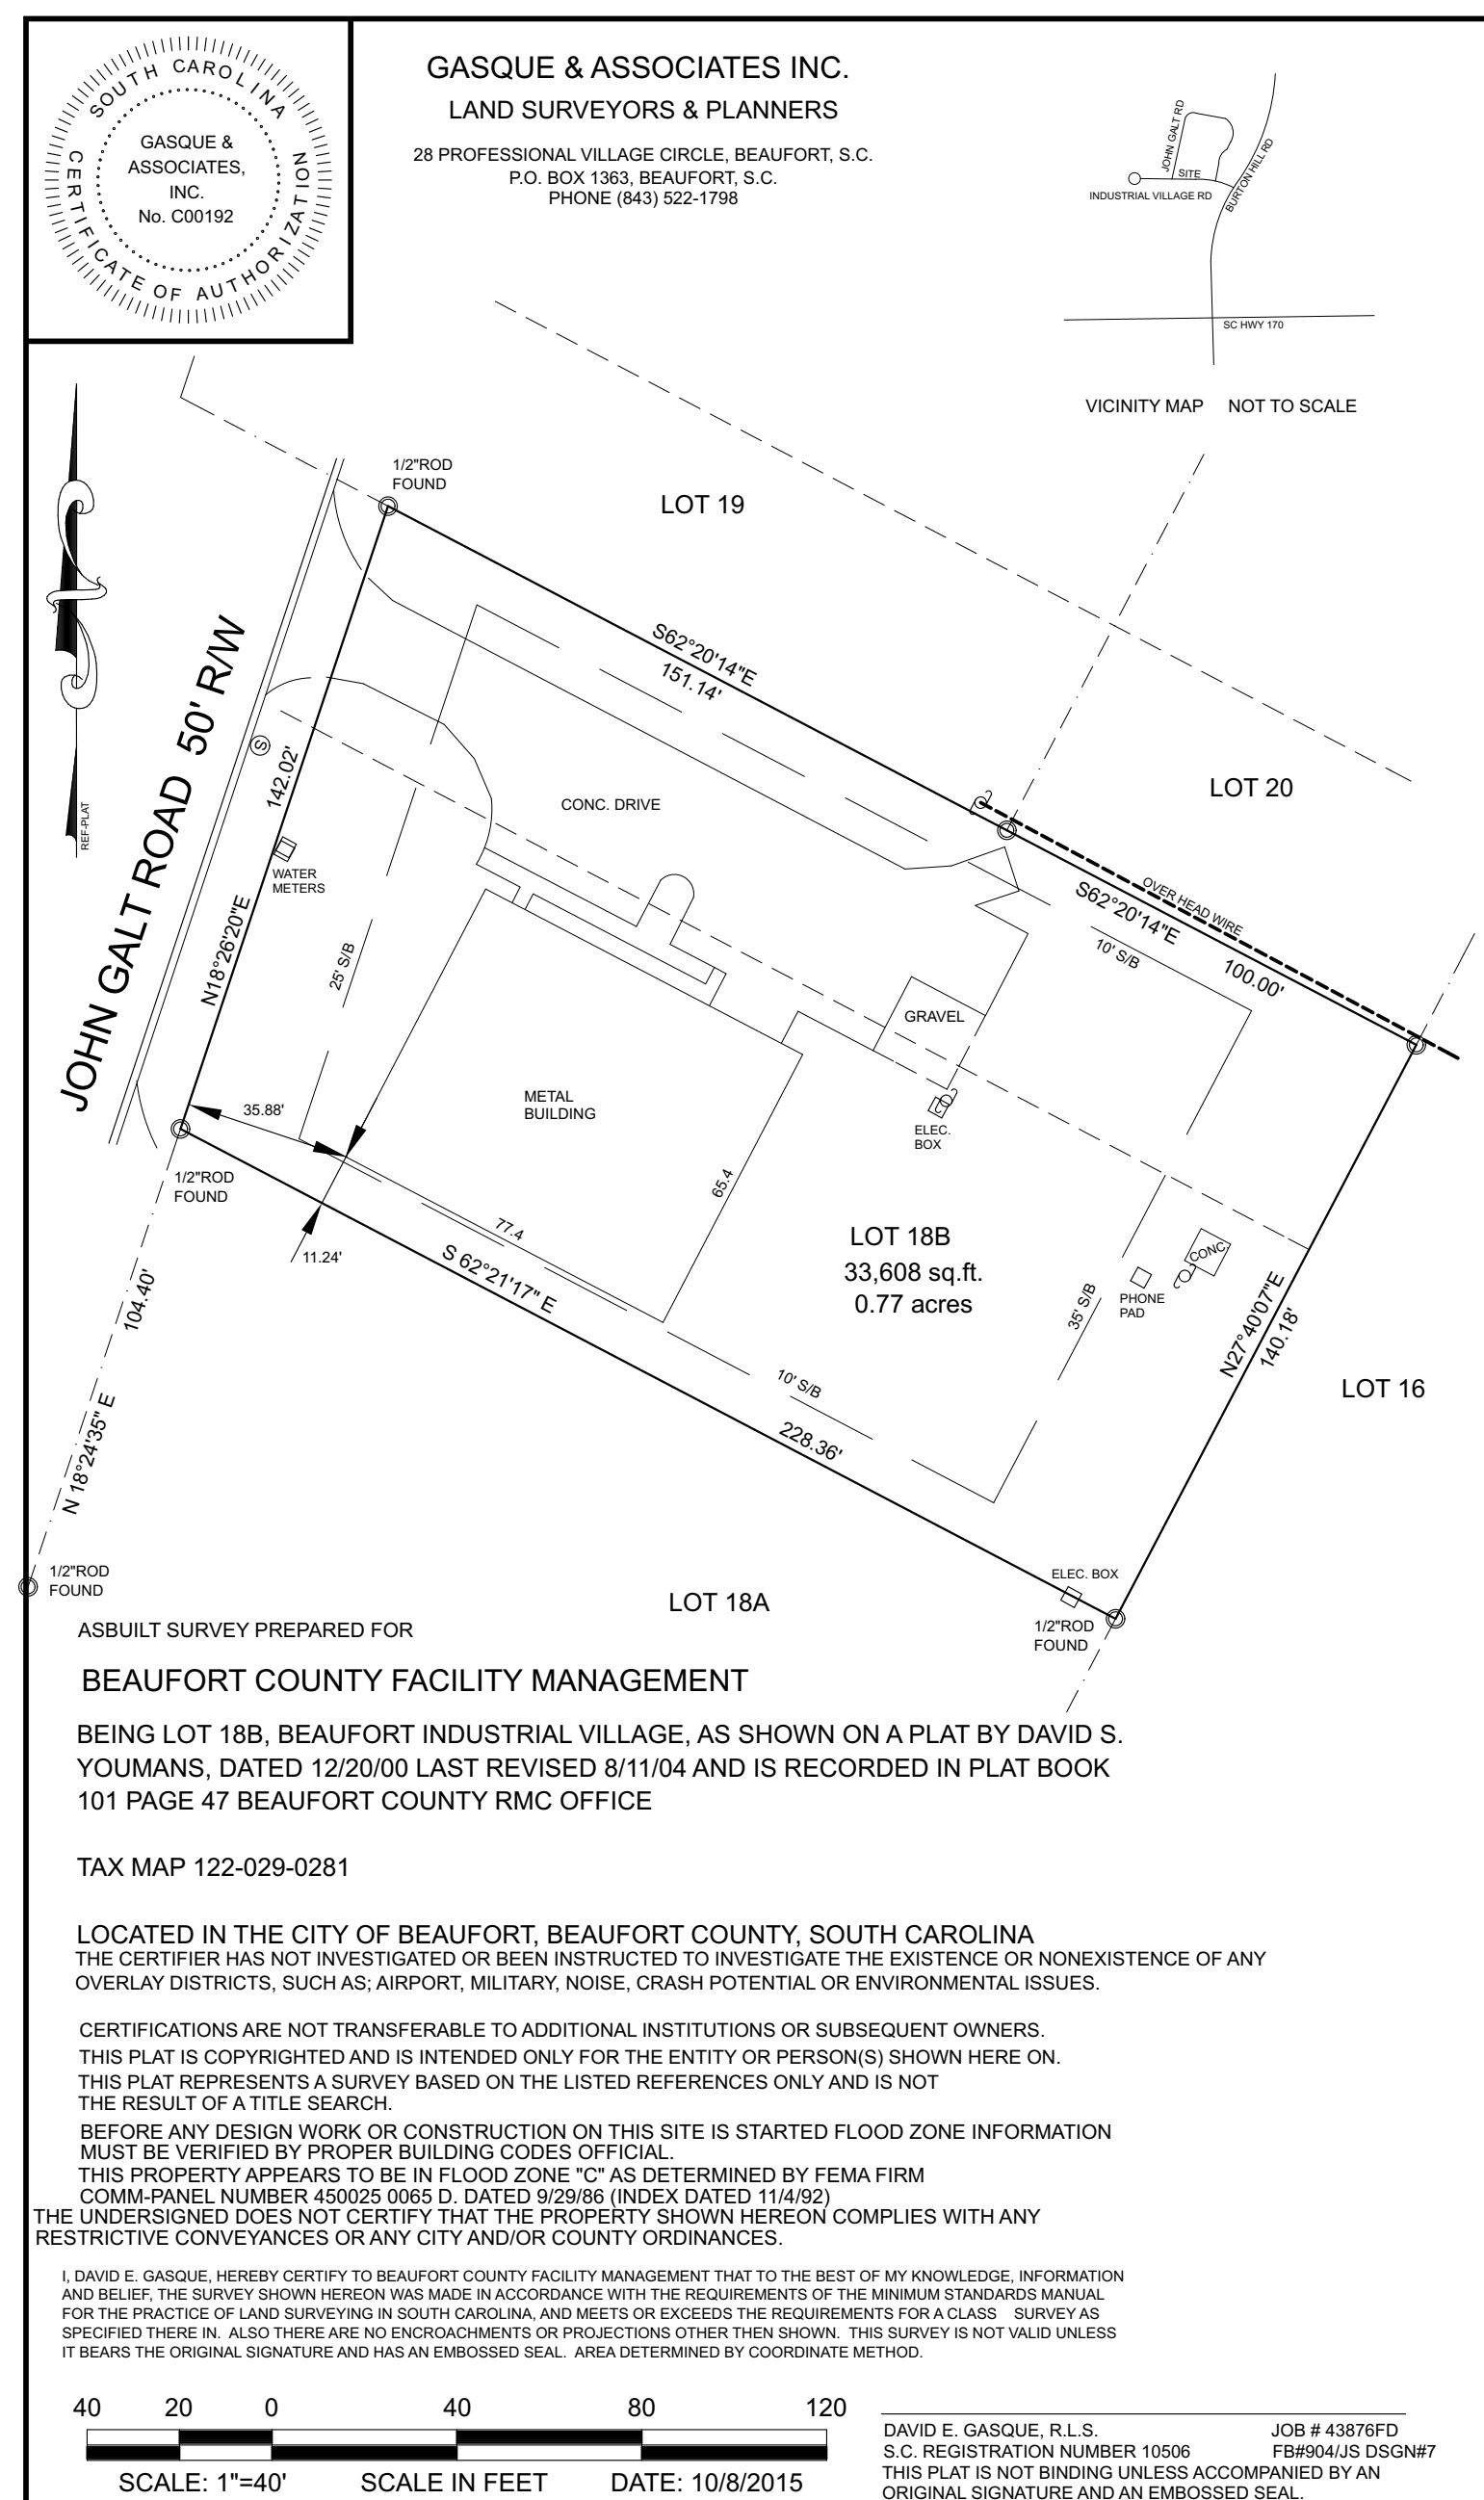 SOUTH CAROLINA
CERTIFICATE OF AUTHORIZATION
GASQUE &
ASSOCIATES,
INC.
No. C00192
GASQUE & ASSOCIATES INC.
LAND SURVEYORS & PLANNERS
28 PROFESSIONAL VILLAGE CIRCLE, BEAUFORT, S.C.
P.O. BOX 1363, BEAUFORT, S.C.
PHONE (843) 522-1798
JOHN GALT RD
SITE
INDUSTRIAL VILLAGE RD
BURTON HILL RD
SC HWY 170
VICINITY MAP NOT TO SCALE
REF-PLAT
1/2"ROD
FOUND
LOT 19
S62°20'14"E
151.14'
JOHN GALT ROAD 50' R/W
S
142.02'
N18°26'20"E
WATER
METERS
25' S/B
CONC. DRIVE
LOT 20
OVER HEAD WIRE
S62°20'14"E
100.00'
10' S/B
GRAVEL
METAL
BUILDING
ELEC.
BOX
35.88'
1/2"ROD
FOUND
11.24'
77.4
65.4
S 62°21'17" E
LOT 18B
33,608 sq.ft.
0.77 acres
CONC.
PHONE
PAD
35' S/B
N27°40'07"E
140.18'
LOT 16
104.40'
N 18°24'35" E
10' S/B
228.36'
1/2"ROD
FOUND
ELEC. BOX
LOT 18A
1/2"ROD
FOUND
ASBUILT SURVEY PREPARED FOR
BEAUFORT COUNTY FACILITY MANAGEMENT
BEING LOT 18B, BEAUFORT INDUSTRIAL VILLAGE, AS SHOWN ON A PLAT BY DAVID S.
YOUMANS, DATED 12/20/00 LAST REVISED 8/11/04 AND IS RECORDED IN PLAT BOOK
101 PAGE 47 BEAUFORT COUNTY RMC OFFICE
TAX MAP 122-029-0281
LOCATED IN THE CITY OF BEAUFORT, BEAUFORT COUNTY, SOUTH CAROLINA
THE CERTIFIER HAS NOT INVESTIGATED OR BEEN INSTRUCTED TO INVESTIGATE THE EXISTENCE OR NONEXISTENCE OF ANY
OVERLAY DISTRICTS, SUCH AS; AIRPORT, MILITARY, NOISE, CRASH POTENTIAL OR ENVIRONMENTAL ISSUES.
CERTIFICATIONS ARE NOT TRANSFERABLE TO ADDITIONAL INSTITUTIONS OR SUBSEQUENT OWNERS.
THIS PLAT IS COPYRIGHTED AND IS INTENDED ONLY FOR THE ENTITY OR PERSON(S) SHOWN HERE ON.
THIS PLAT REPRESENTS A SURVEY BASED ON THE LISTED REFERENCES ONLY AND IS NOT
THE RESULT OF A TITLE SEARCH.
BEFORE ANY DESIGN WORK OR CONSTRUCTION ON THIS SITE IS STARTED FLOOD ZONE INFORMATION
MUST BE VERIFIED BY PROPER BUILDING CODES OFFICIAL.
THIS PROPERTY APPEARS TO BE IN FLOOD ZONE "C" AS DETERMINED BY FEMA FIRM
COMM-PANEL NUMBER 450025 0065 D. DATED 9/29/86 (INDEX DATED 11/4/92)
THE UNDERSIGNED DOES NOT CERTIFY THAT THE PROPERTY SHOWN HEREON COMPLIES WITH ANY
RESTRICTIVE CONVEYANCES OR ANY CITY AND/OR COUNTY ORDINANCES.
I, DAVID E. GASQUE, HEREBY CERTIFY TO BEAUFORT COUNTY FACILITY MANAGEMENT THAT TO THE BEST OF MY KNOWLEDGE, INFORMATION
AND BELIEF, THE SURVEY SHOWN HEREON WAS MADE IN ACCORDANCE WITH THE REQUIREMENTS OF THE MINIMUM STANDARDS MANUAL
FOR THE PRACTICE OF LAND SURVEYING IN SOUTH CAROLINA, AND MEETS OR EXCEEDS THE REQUIREMENTS FOR A CLASS SURVEY AS
SPECIFIED THERE IN. ALSO THERE ARE NO ENCROACHMENTS OR PROJECTIONS OTHER THEN SHOWN. THIS SURVEY IS NOT VALID UNLESS
IT BEARS THE ORIGINAL SIGNATURE AND HAS AN EMBOSSED SEAL. AREA DETERMINED BY COORDINATE METHOD.
40 20 0 40 80 120
SCALE: 1"=40' SCALE IN FEET DATE: 10/8/2015
DAVID E. GASQUE, R.L.S. JOB # 43876FD
S.C. REGISTRATION NUMBER 10506 FB#904/JS DSGN#7
THIS PLAT IS NOT BINDING UNLESS ACCOMPANIED BY AN
ORIGINAL SIGNATURE AND AN EMBOSSED SEAL.